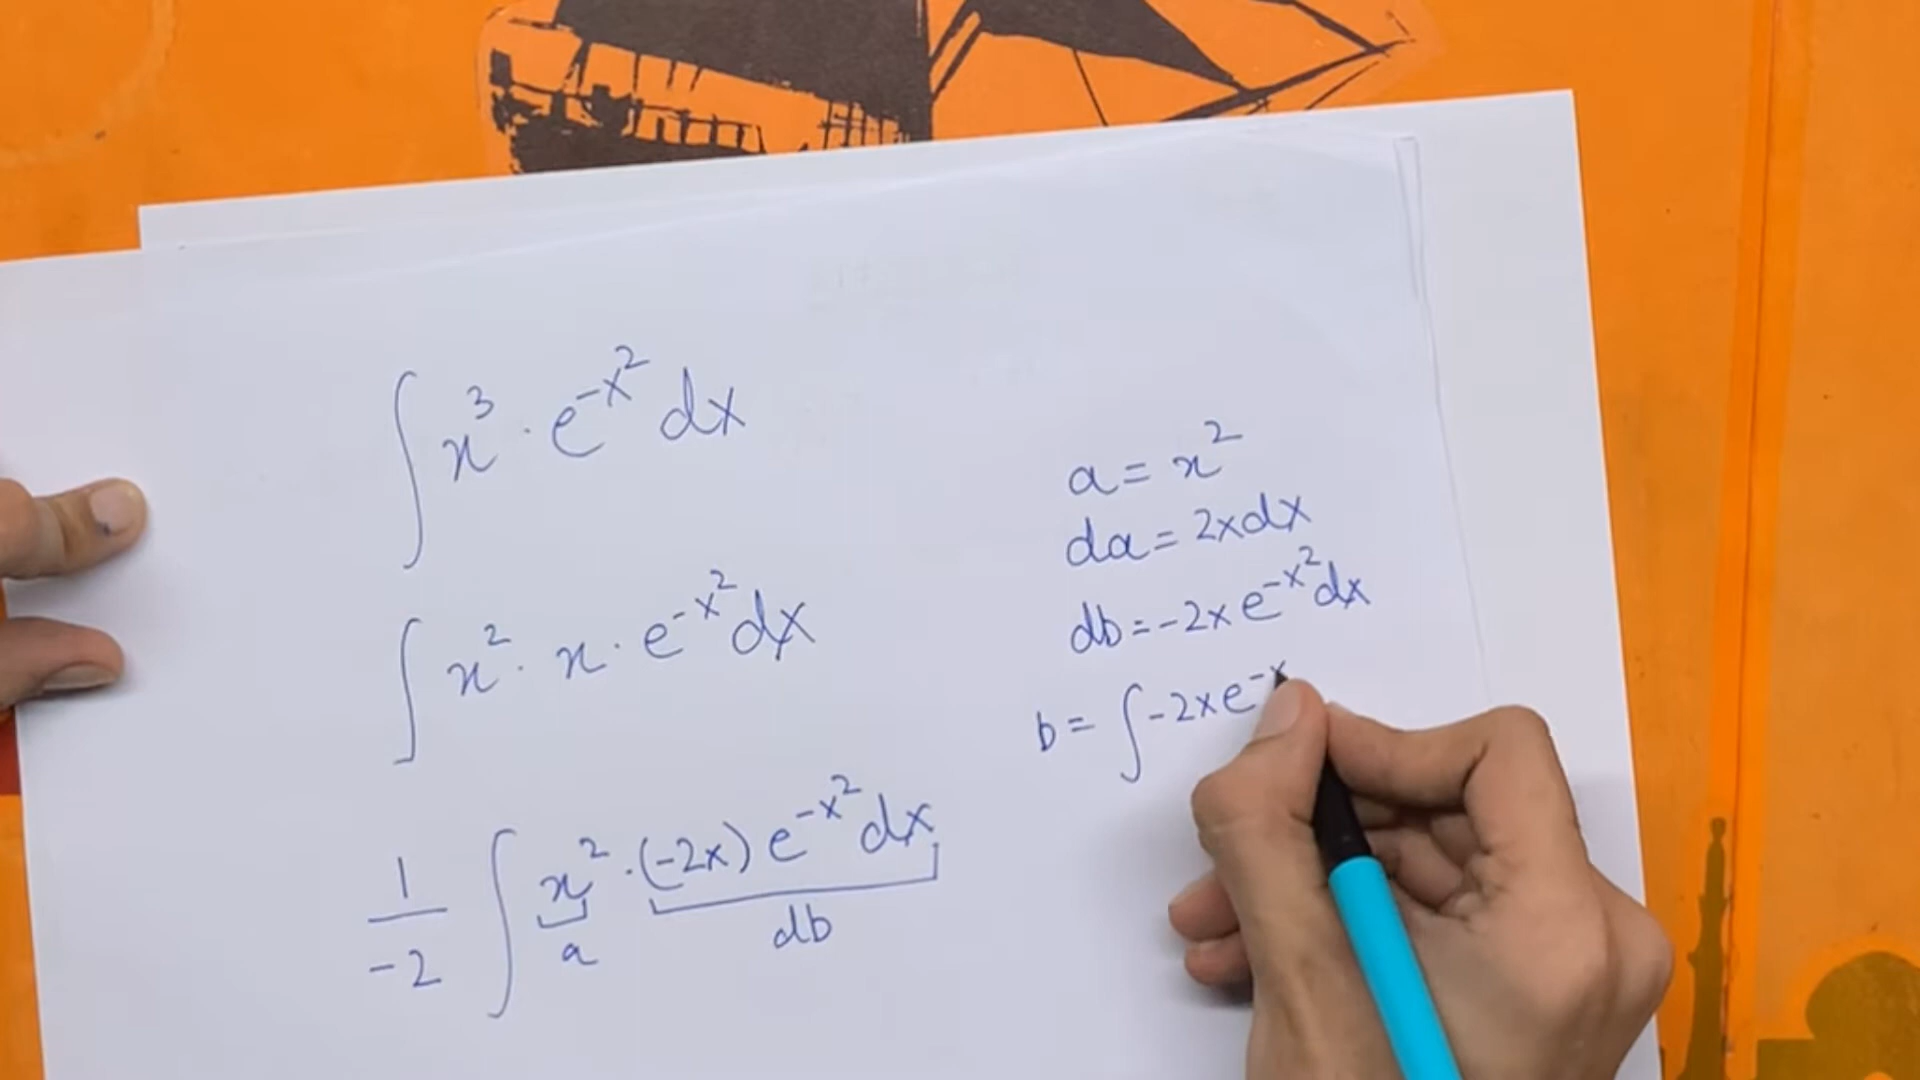 ∫ x³ · e^(-x²) dx
∫ x² · x · e^(-x²) dx
1/-2 ∫ x² · (-2x) e^(-x²) dx
a db
a = x²
da = 2x dx
db = -2x e^(-x²) dx
b = ∫ -2x e^(-x